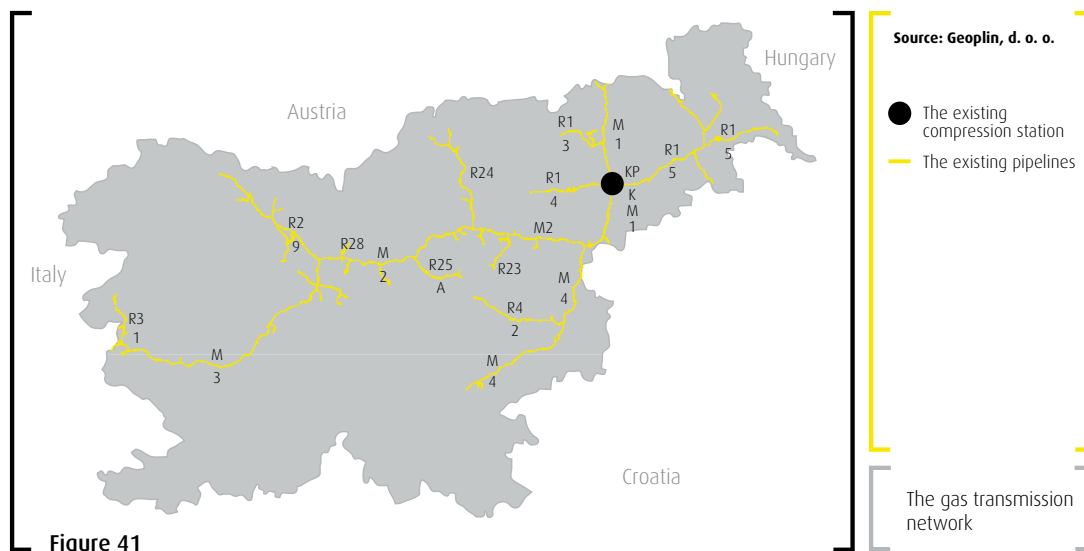 Hungary
Austria
Italy
Croatia
R1
3
M
1
R1
5
R1
5
R24
R1
4
KP
K
M
1
R2
9
R28
M
2
M2
R25
A
R23
M
4
R4
2
R3
1
M
3
M
4
Figure 41
Source: Geoplin, d. o. o.
The existing
compression station
The existing pipelines
The gas transmission
network